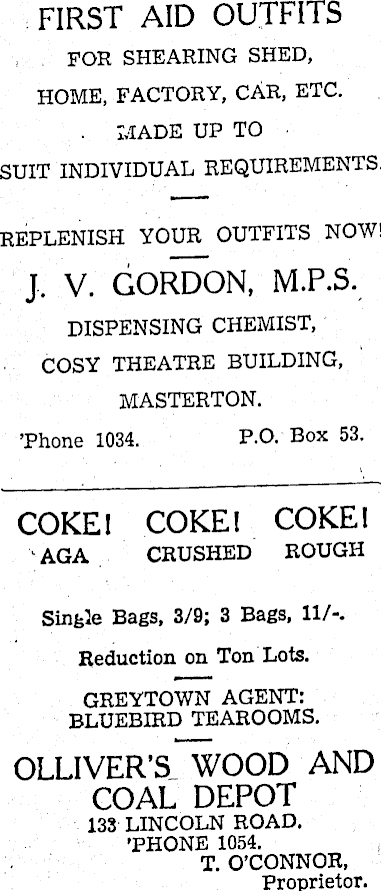 FIRST AID OUTFITS
FOR SHEARING SHED,
HOME, FACTORY, CAR, ETC.
MADE UP TO
SUIT INDIVIDUAL REQUIREMENTS.
REPLENISH YOUR OUTFITS NOW!
J. V. GORDON, M.P.S.
DISPENSING CHEMIST,
COSY THEATRE BUILDING,
MASTERTON.
'Phone 1034. P.O. Box 53.
COKE! COKE! COKE!
AGA CRUSHED ROUGH
Single Bags, 3/9; 3 Bags, 11/-.
Reduction on Ton Lots.
GREYTOWN AGENT:
BLUEBIRD TEAROOMS.
OLLIVER'S WOOD AND
COAL DEPOT
133 LINCOLN ROAD.
'PHONE 1054.
T. O'CONNOR,
Proprietor.